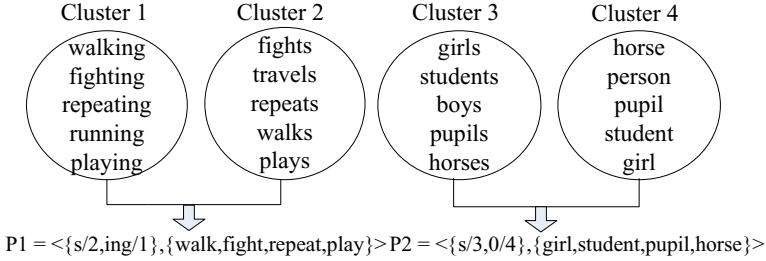 Cluster 1 Cluster 2 Cluster 3 Cluster 4
walking
fighting
repeating
running
playing
fights
travels
repeats
walks
plays
girls
students
boys
pupils
horses
horse
person
pupil
student
girl
P1 = <{s/2,ing/1},{walk,fight,repeat,play}> P2 = <{s/3,0/4},{girl,student,pupil,horse}>